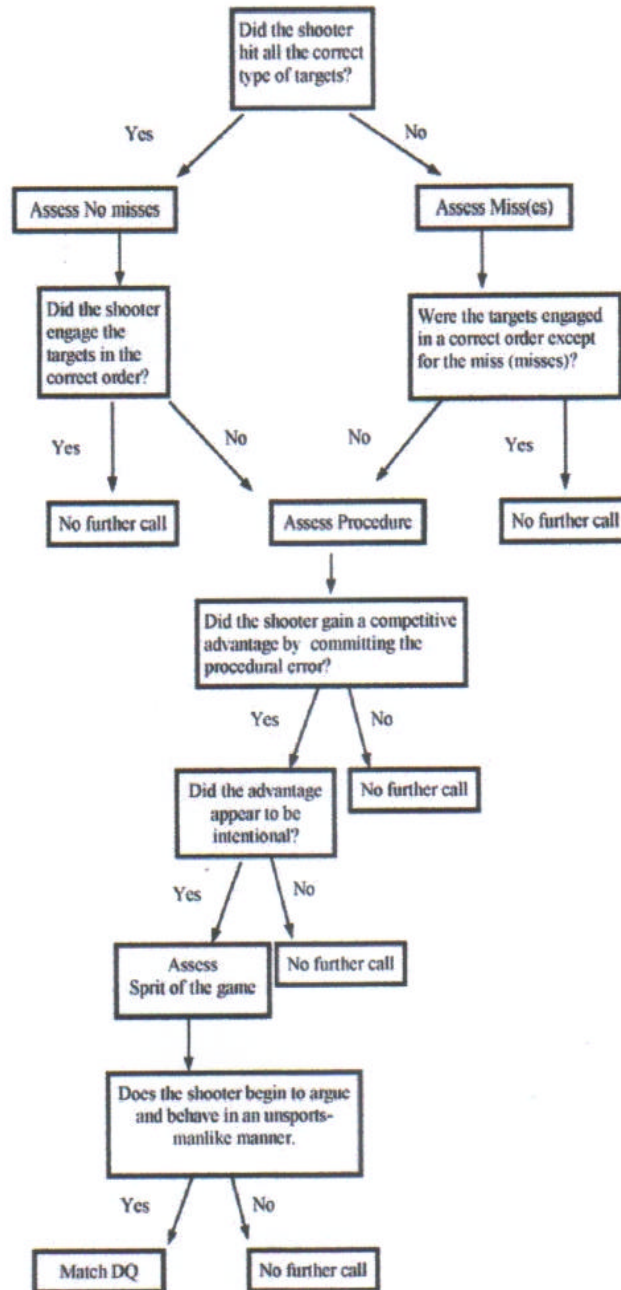 Did the shooter
hit all the correct
type of targets?
Yes
No
Assess No misses
Assess Miss(es)
Did the shooter
engage the
targets in the
correct order?
Were the targets engaged
in a correct order except
for the miss (misses)?
Yes
No
No
Yes
No further call
Assess Procedure
No further call
Did the shooter gain a competitive
advantage by committing the
procedural error?
Yes
No
Did the advantage
appear to be
intentional?
No further call
Yes
No
Assess
Sprit of the game
No further call
Does the shooter begin to argue
and behave in an unsports-
manlike manner.
Yes
No
Match DQ
No further call